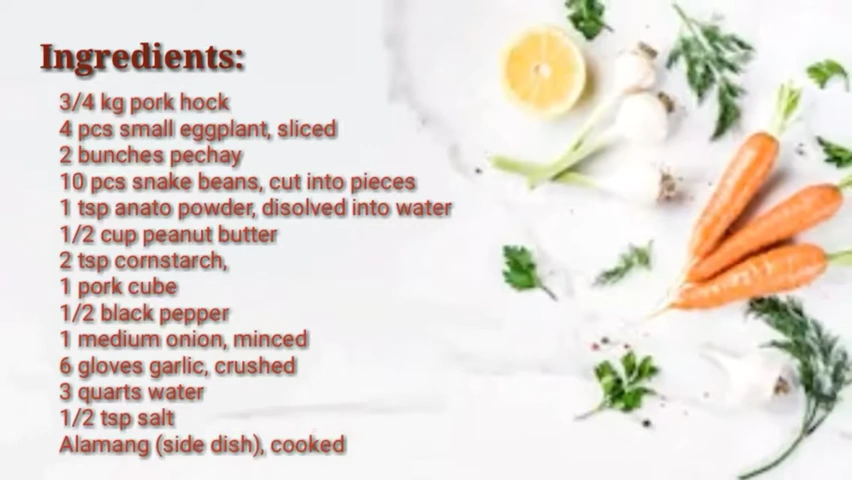 Ingredients:
3/4 kg pork hock
4 pcs small eggplant, sliced
2 bunches pechay
10 pcs snake beans, cut into pieces
1 tsp anato powder, disolved into water
1/2 cup peanut butter
2 tsp cornstarch,
1 pork cube
1/2 black pepper
1 medium onion, minced
6 gloves garlic, crushed
3 quarts water
1/2 tsp salt
Alamang (side dish), cooked